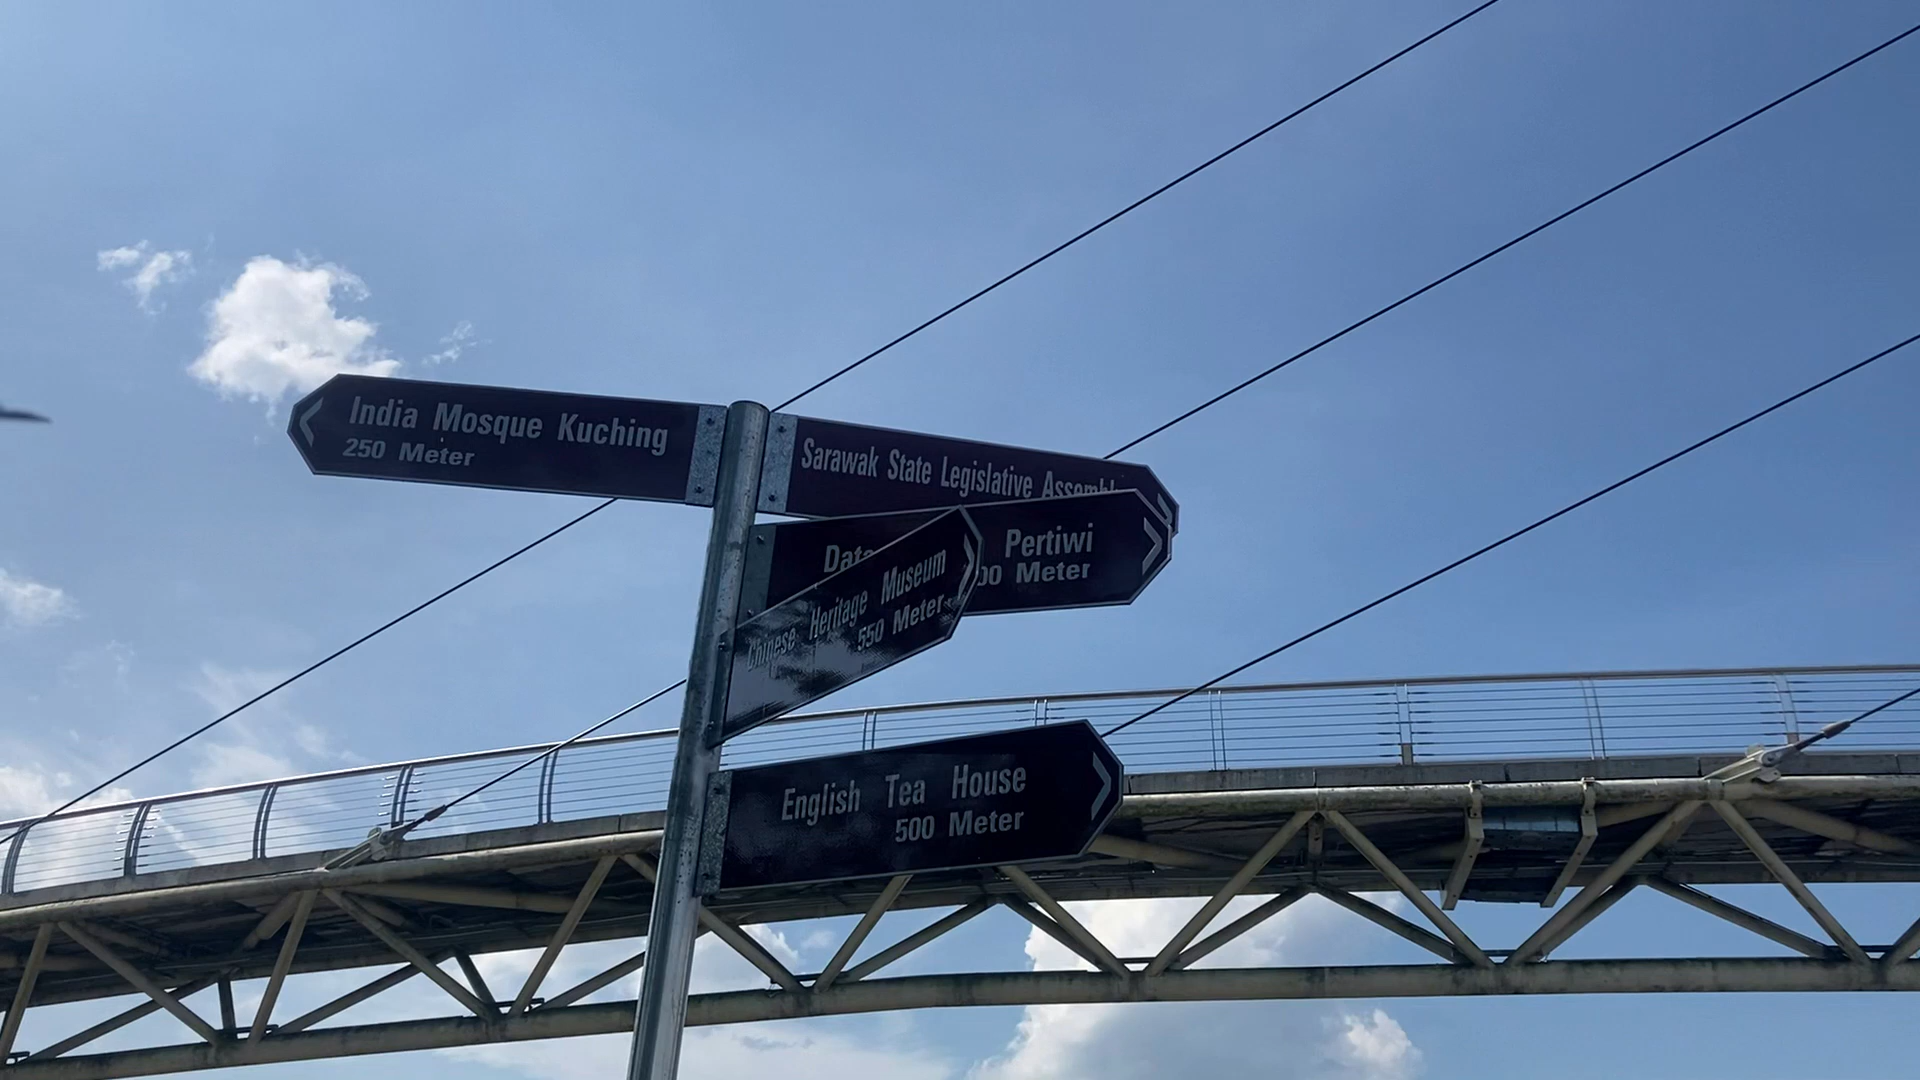 India Mosque Kuching
250 Meter
Sarawak State Legislative
Pertiwi
Meter
Chinese Heritage Museum
550 Meter
English Tea House
500 Meter